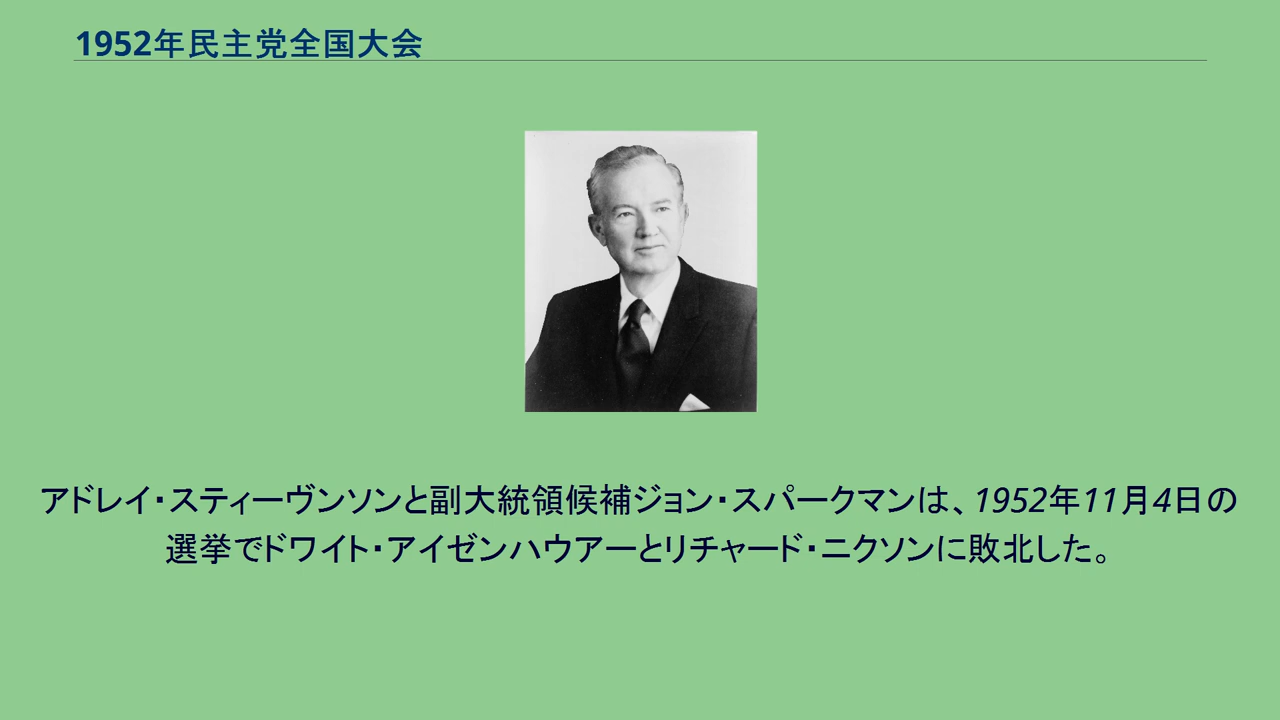 1952年民主党全国大会
アドレイ・スティーヴンソンと副大統領候補ジョン・スパークマンは、1952年11月4日の
選挙でドワイト・アイゼンハウアーとリチャード・ニクソンに敗北した。